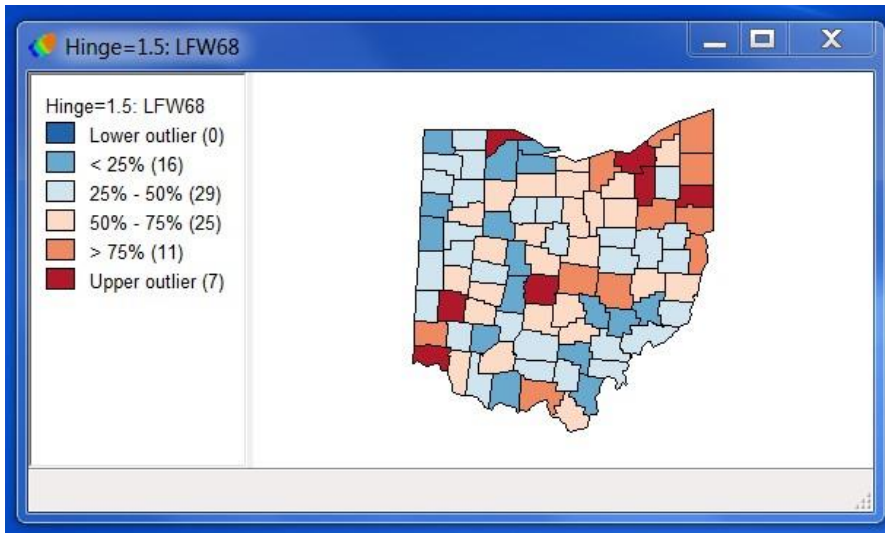 Hinge=1.5: LFW68
Hinge=1.5: LFW68
Lower outlier (0)
< 25% (16)
25% - 50% (29)
50% - 75% (25)
> 75% (11)
Upper outlier (7)